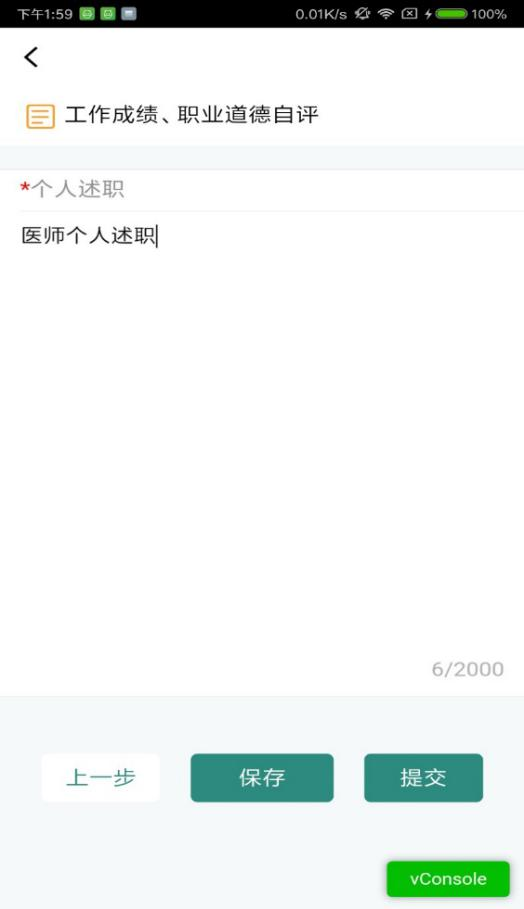 下午1:59
0.01K/s
100%
工作成绩、职业道德自评
*个人述职
医师个人述职
6/2000
上一步
保存
提交
vConsole